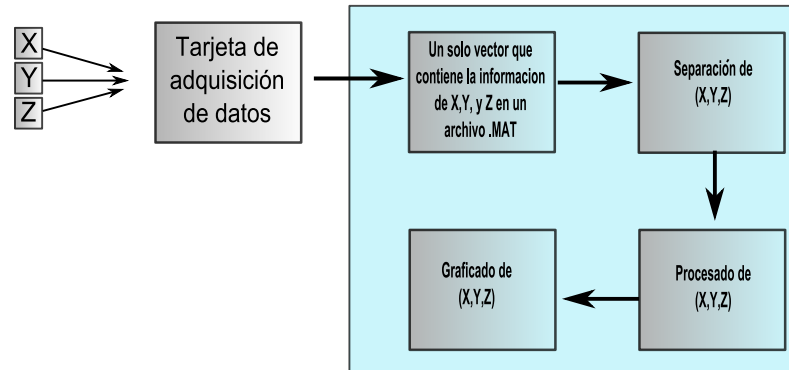 X
Y
Z
Tarjeta de
adquisición
de datos
Un solo vector que
contiene la informacion
de X,Y, y Z en un
archivo .MAT
Separación de
(X,Y,Z)
Procesado de
(X,Y,Z)
Graficado de
(X,Y,Z)